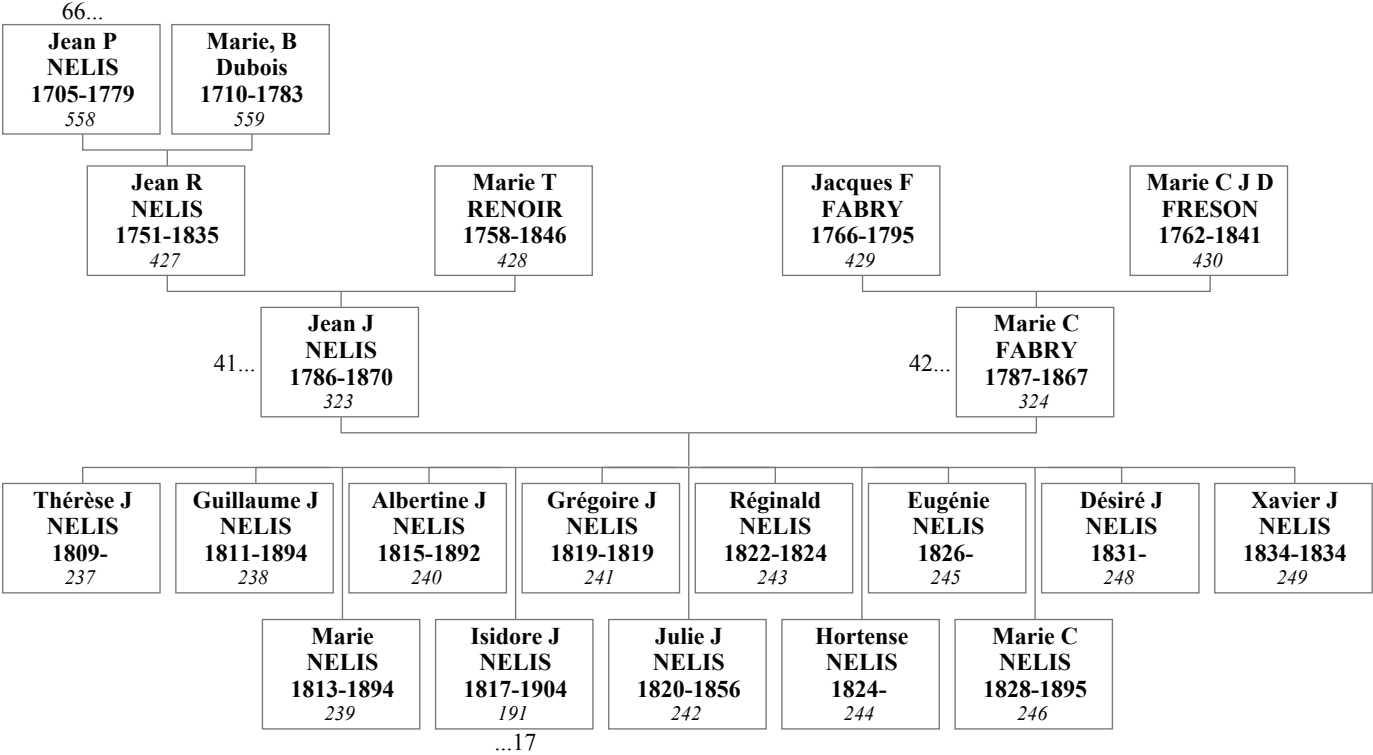 66...
Jean P
NELIS
1705-1779
558
Marie, B
Dubois
1710-1783
559
Jean R
NELIS
1751-1835
427
Marie T
RENOIR
1758-1846
428
Jacques F
FABRY
1766-1795
429
Marie C J D
FRESON
1762-1841
430
41...
Jean J
NELIS
1786-1870
323
42...
Marie C
FABRY
1787-1867
324
Thérèse J
NELIS
1809-
237
Guillaume J
NELIS
1811-1894
238
Albertine J
NELIS
1815-1892
240
Grégoire J
NELIS
1819-1819
241
Réginald
NELIS
1822-1824
243
Eugénie
NELIS
1826-
245
Désiré J
NELIS
1831-
248
Xavier J
NELIS
1834-1834
249
Marie
NELIS
1813-1894
239
Isidore J
NELIS
1817-1904
191
...17
Julie J
NELIS
1820-1856
242
Hortense
NELIS
1824-
244
Marie C
NELIS
1828-1895
246